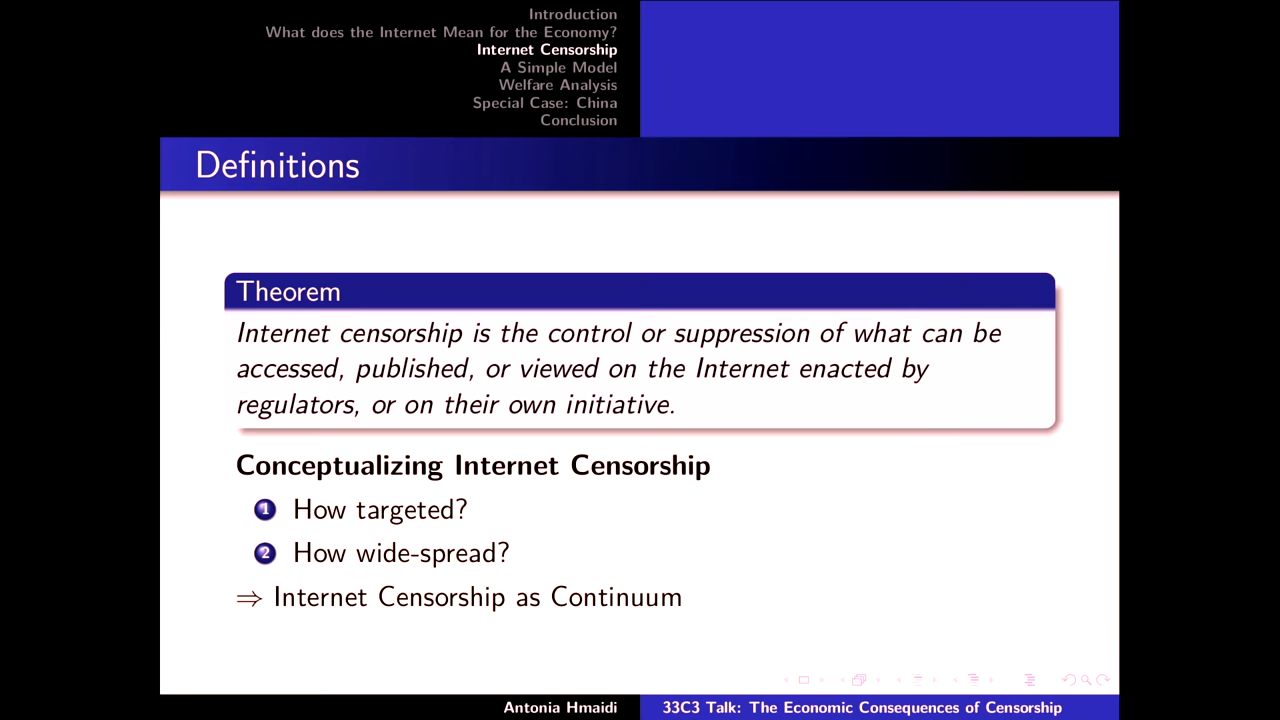 Introduction
What does the Internet Mean for the Economy?
Internet Censorship
A Simple Model
Welfare Analysis
Special Case: China
Conclusion
Definitions
Theorem
Internet censorship is the control or suppression of what can be
accessed, published, or viewed on the Internet enacted by
regulators, or on their own initiative.
Conceptualizing Internet Censorship
1 How targeted?
2 How wide-spread?
⇒ Internet Censorship as Continuum
Antonia Hmaidi 33C3 Talk: The Economic Consequences of Censorship